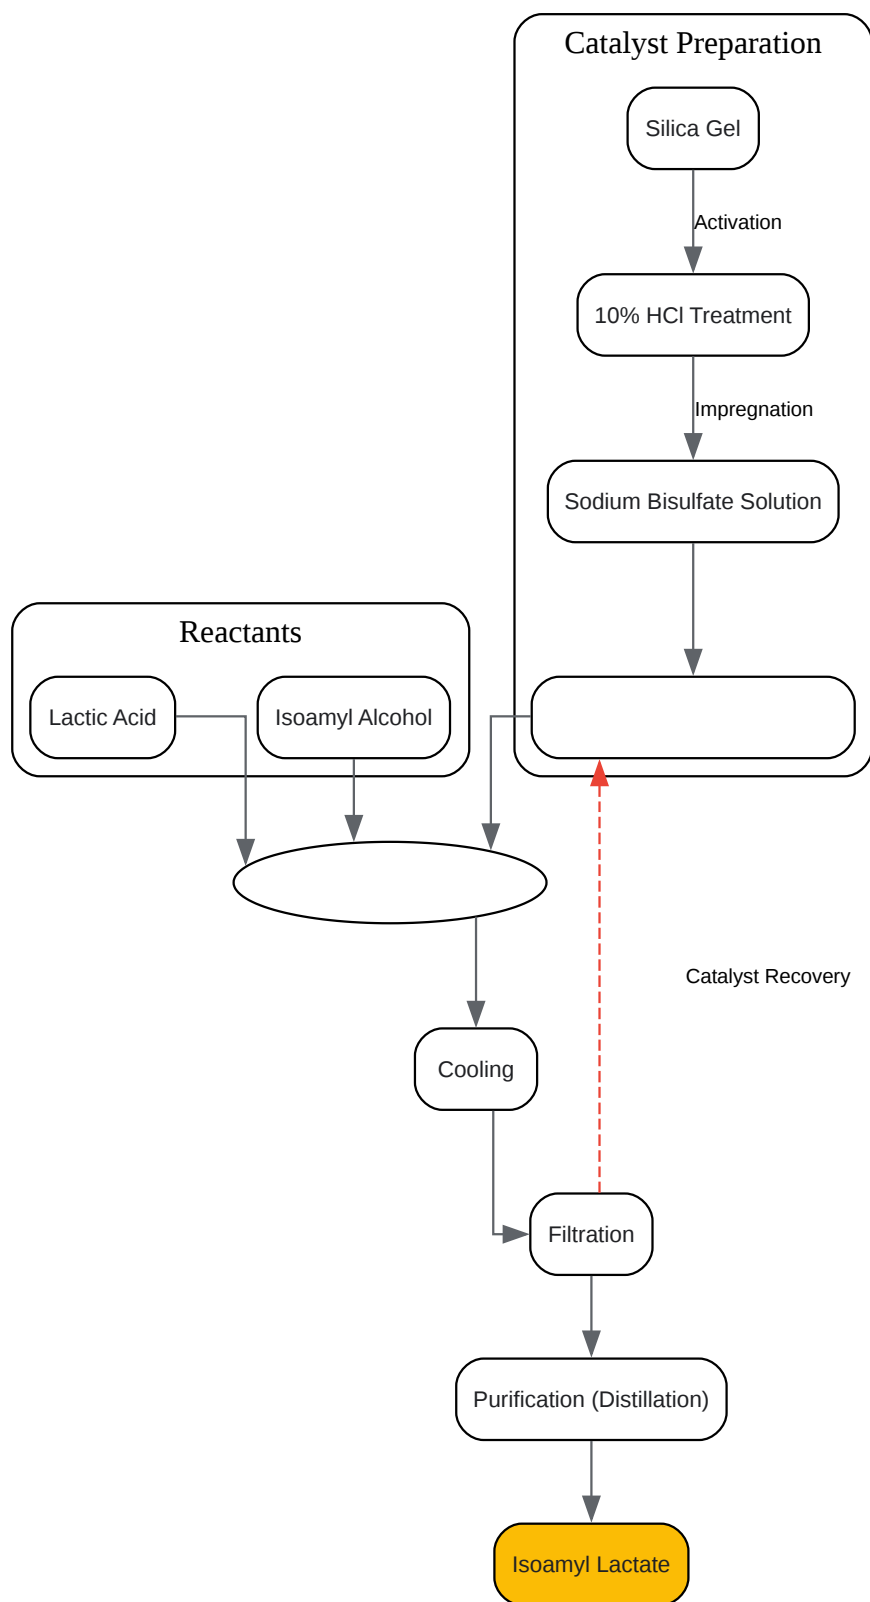 Catalyst Preparation
Silica Gel
Activation
10% HCl Treatment
Impregnation
Sodium Bisulfate Solution
Reactants
Lactic Acid
Isoamyl Alcohol
Catalyst Recovery
Cooling
Filtration
Purification (Distillation)
Isoamyl Lactate